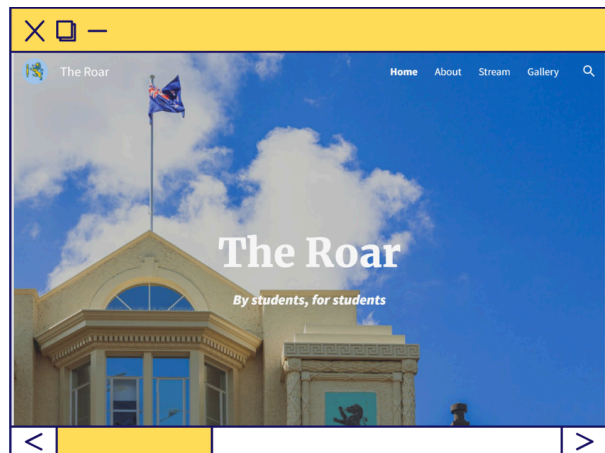 The Roar
Home About Stream Gallery
The Roar
By students, for students